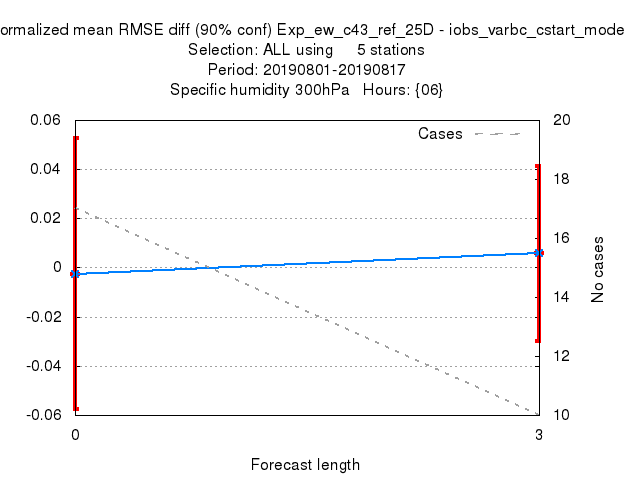 ormalized mean RMSE diff (90% conf) Exp_ew_c43_ref_25D - iobs_varbc_cstart_mode
Selection: ALL using 5 stations
Period: 20190801-20190817
Specific humidity 300hPa Hours: {06}
0.06
0.04
0.02
0
-0.02
-0.04
-0.06
Cases
20
18
16
14
12
10
No cases
0
3
Forecast length